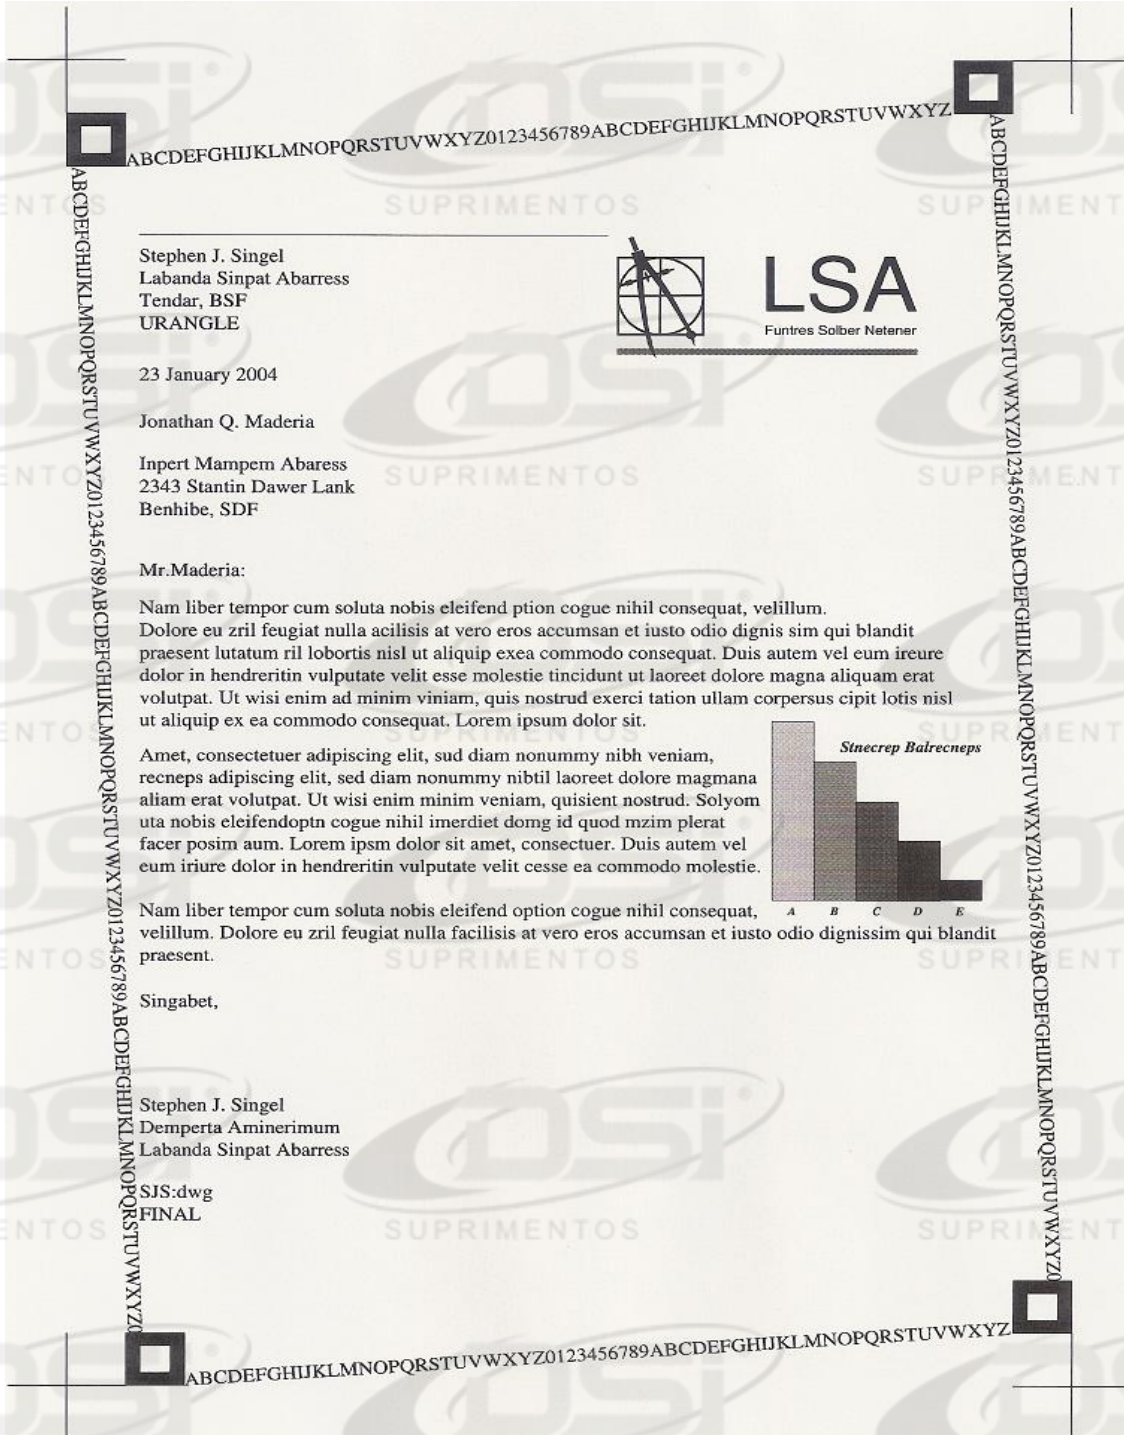 ABCDEFGHIJKLMNOPQRSTUVWXYZ0123456789ABCDEFGHIJKLMNOPQRSTUVWXYZ
ABCDEFGHIJKLMNOPQRSTUVWXYZ0123456789ABCDEFGHIJKLMNOPQRSTUVWXYZ0123456789ABCDEFGHIJKLMNOPQRSTUVWXYZ0
ABCDEFGHIJKLMNOPQRSTUVWXYZ0123456789ABCDEFGHIJKLMNOPQRSTUVWXYZ0123456789ABCDEFGHIJKLMNOPQRSTUVWXYZ0
Stephen J. Singel
Labanda Sinpat Abarress
Tendar, BSF
URANGLE
LSA
Funtres Solber Netener
23 January 2004
Jonathan Q. Maderia
Inpert Mampem Abaress
2343 Stantin Dawer Lank
Benhibe, SDF
Mr.Maderia:
Nam liber tempor cum soluta nobis eleifend ption cogue nihil consequat, velillum.
Dolore eu zril feugiat nulla acilisis at vero eros accumsan et iusto odio dignis sim qui blandit
praesent lutatum ril lobortis nisl ut aliquip exea commodo consequat. Duis autem vel eum ireure
dolor in hendreritin vulputate velit esse molestie tincidunt ut laoreet dolore magna aliquam erat
volutpat. Ut wisi enim ad minim viniam, quis nostrud exerci tation ullam corpersus cipit lotis nisl
ut aliquip ex ea commodo consequat. Lorem ipsum dolor sit.
Amet, consectetuer adipiscing elit, sud diam nonummy nibh veniam,
recneps adipiscing elit, sed diam nonummy nibtil laoreet dolore magmana
aliam erat volutpat. Ut wisi enim minim veniam, quisient nostrud. Solyom
uta nobis eleifendoptn cogue nihil imerdiet domg id quod mzim plerat
facer posim aum. Lorem ipsm dolor sit amet, consectuer. Duis autem vel
eum iriure dolor in hendreritin vulputate velit cesse ea commodo molestie.
Stnecrep Balrecneps
A B C D E
Nam liber tempor cum soluta nobis eleifend option cogue nihil consequat,
velillum. Dolore eu zril feugiat nulla facilisis at vero eros accumsan et iusto odio dignissim qui blandit
praesent.
Singabet,
Stephen J. Singel
Demperta Aminerimum
Labanda Sinpat Abarress
SJS:dwg
FINAL
ABCDEFGHIJKLMNOPQRSTUVWXYZ0123456789ABCDEFGHIJKLMNOPQRSTUVWXYZ
DSi®
SUPRIMENTOS